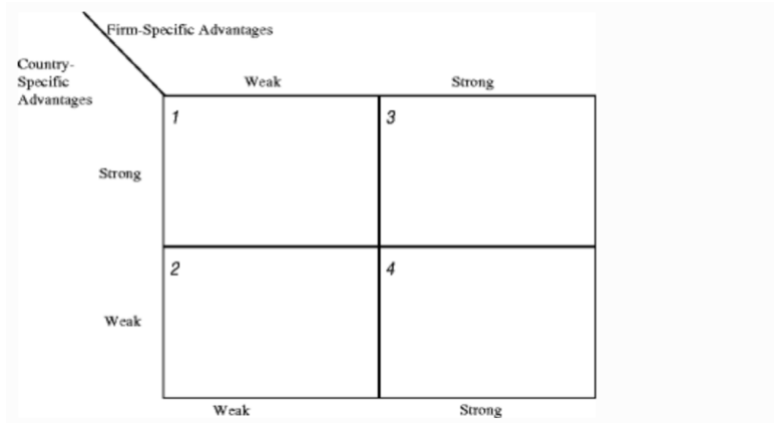 Firm-Specific Advantages
Country-
Specific
Advantages
Weak
Strong
1
3
Strong
2
4
Weak
Weak
Strong